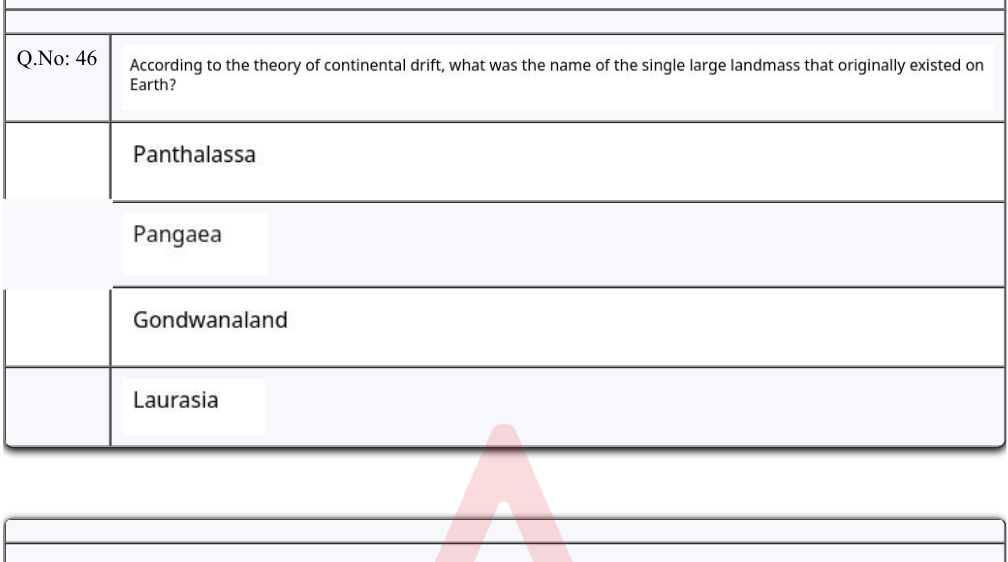 Q.No: 46
According to the theory of continental drift, what was the name of the single large landmass that originally existed on
Earth?
Panthalassa
Pangaea
Gondwanaland
Laurasia